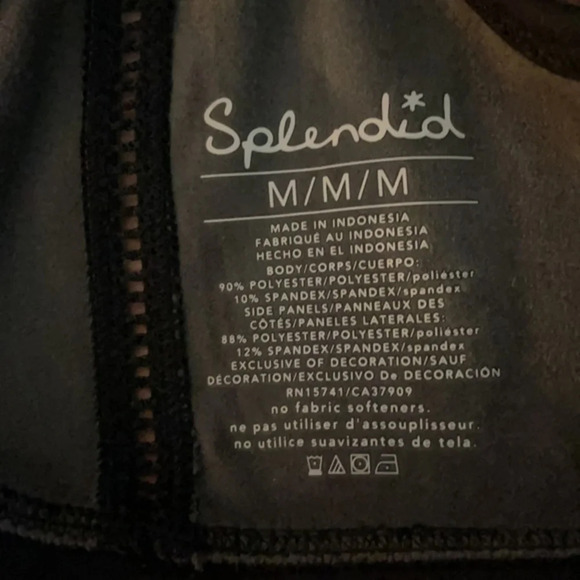 Splendid
M/M/M
MADE IN INDONESIA
FABRIQUÉ AU INDONESIA
HECHO EN EL INDONESIA
BODY/CORPS/CUERPO:
90% POLYESTER/POLYESTER/poliéster
10% SPANDEX/SPANDEX/spandex
SIDE PANELS/PANNEAUX DES
CÔTÉS/PANELES LATERALES:
88% POLYESTER/POLYESTER/poliéster
12% SPANDEX/SPANDEX/spandex
EXCLUSIVE OF DECORATION/SAUF
DÉCORATION/EXCLUSIVO De DECORACIÓN
RN15741/CA37909
no fabric softeners.
ne pas utiliser d'assouplisseur.
no utilice suavizantes de tela.